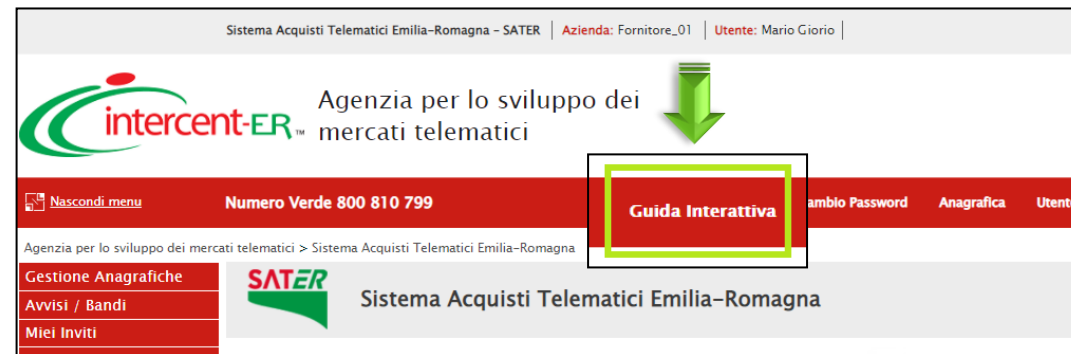 Sistema Acquisti Telematici Emilia-Romagna - SATER | Azienda: Fornitore_01 | Utente: Mario Giorio |
intercent-ER™
Agenzia per lo sviluppo dei
mercati telematici
Nascondi menu
Numero Verde 800 810 799
Guida Interattiva
ambio Password
Anagrafica
Utent
Agenzia per lo sviluppo dei mercati telematici > Sistema Acquisti Telematici Emilia-Romagna
Gestione Anagrafiche
Avvisi / Bandi
Miei Inviti
SATER
Sistema Acquisti Telematici Emilia-Romagna